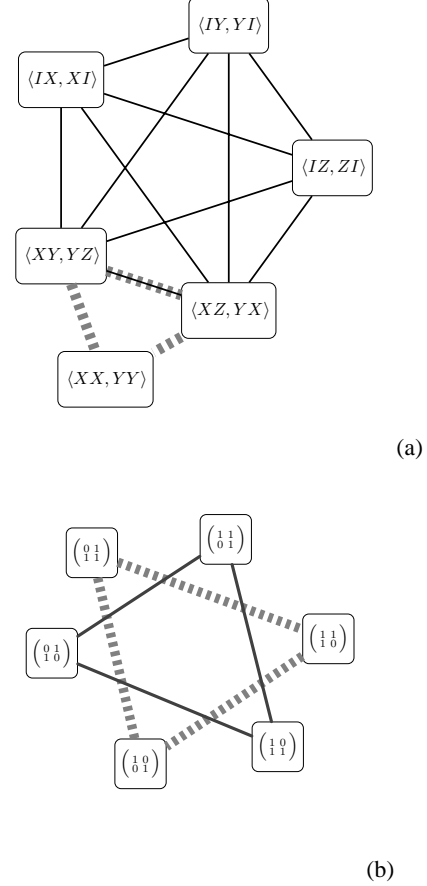 ⟨IY, YI⟩
⟨IX, XI⟩
⟨IZ, ZI⟩
⟨XY, YZ⟩
⟨XZ, YX⟩
⟨XX, YY⟩
(a)
(1 1
0 1)
(0 1
1 1)
(1 1
1 0)
(0 1
1 0)
(1 0
1 1)
(1 0
0 1)
(b)